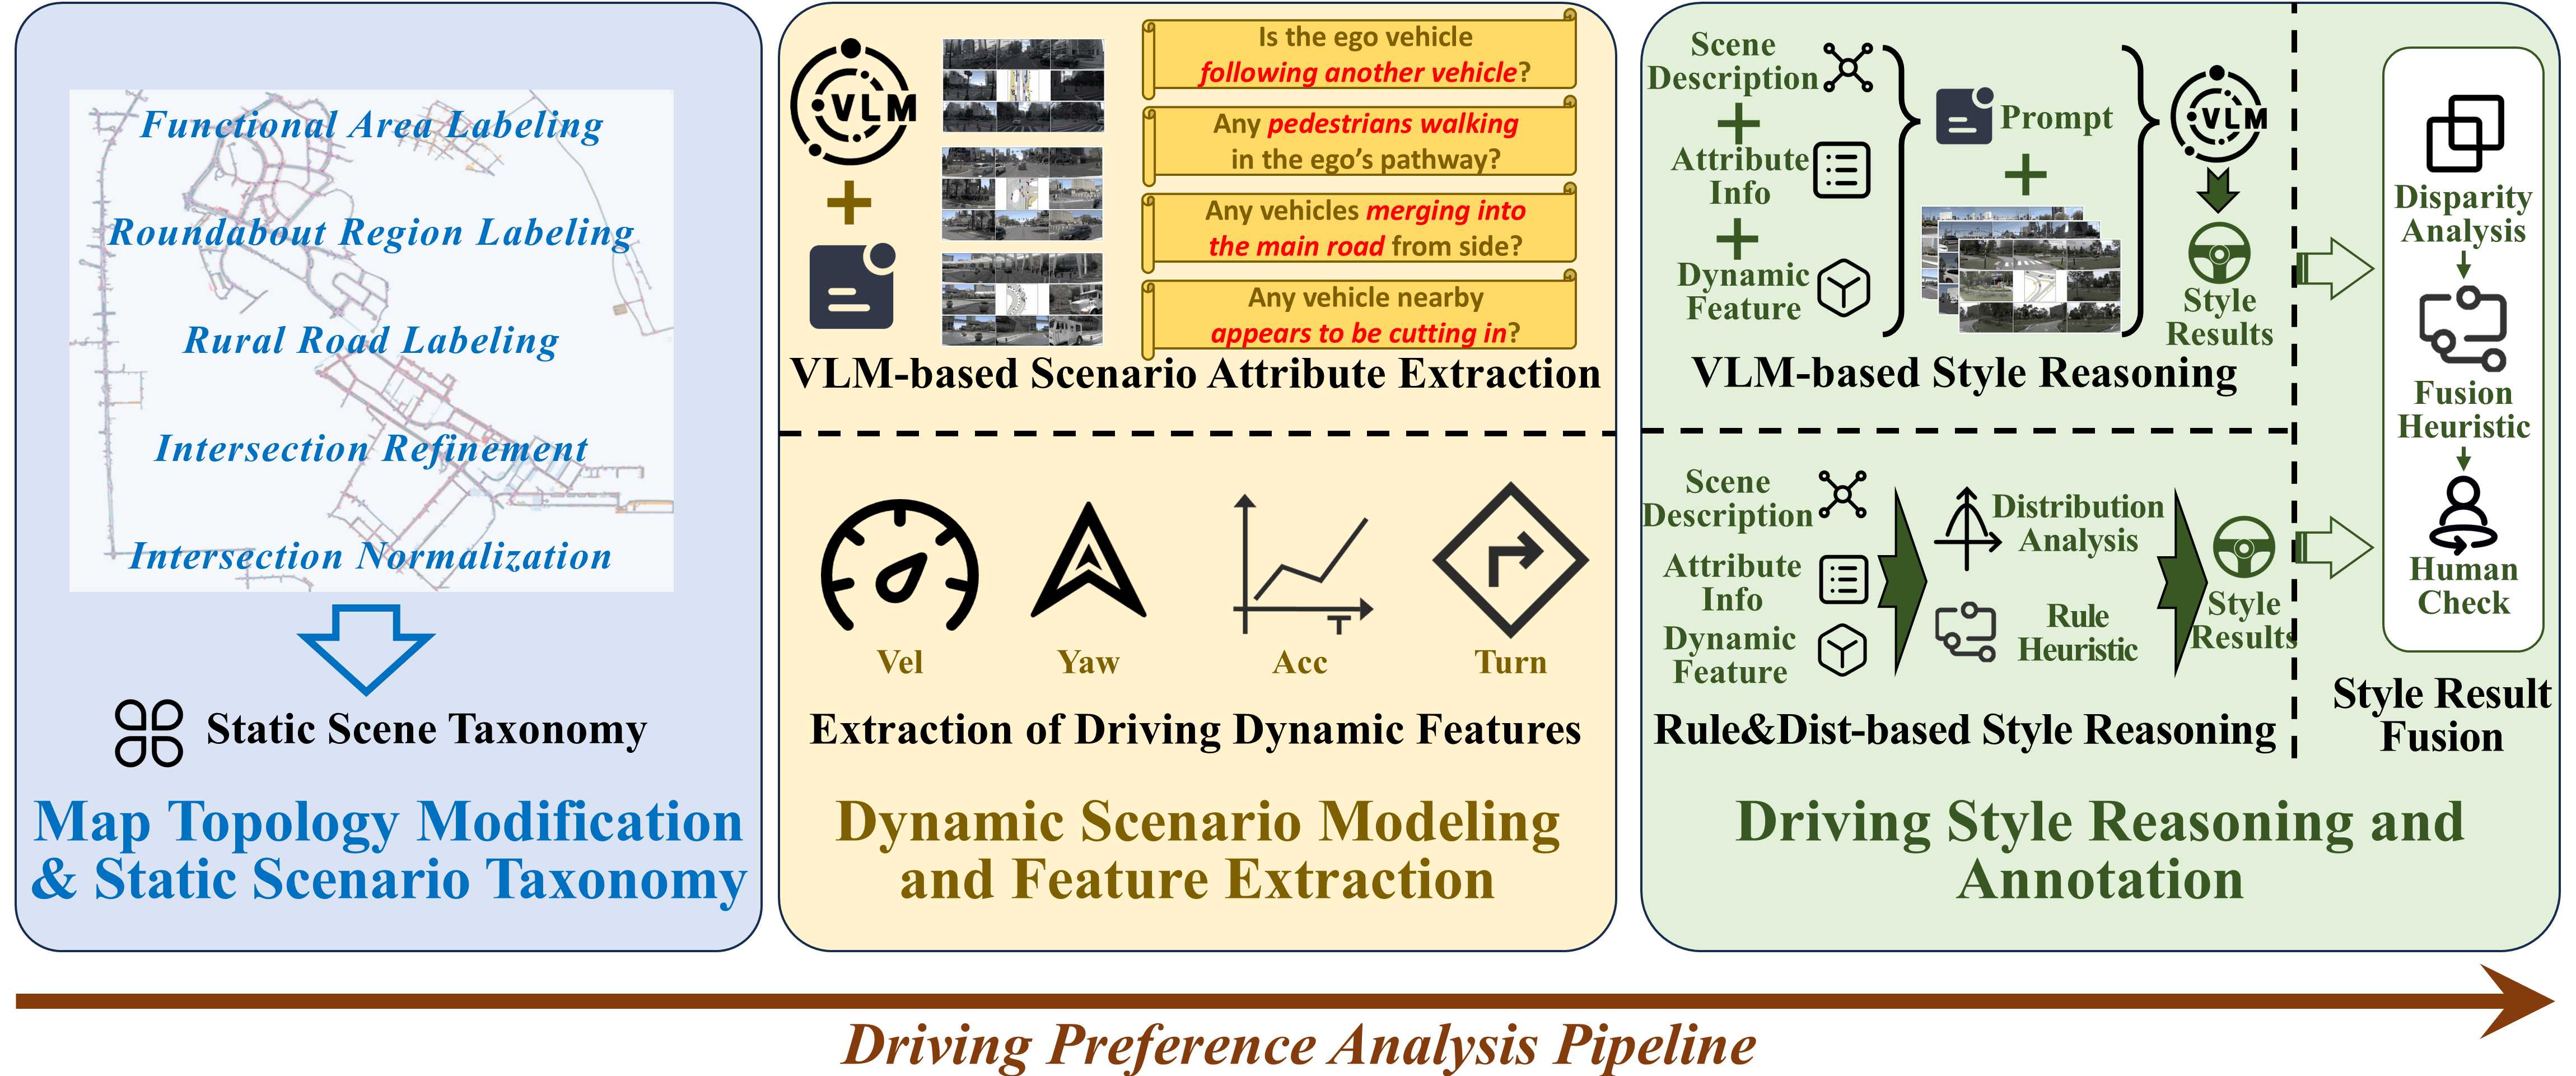 Functional Area Labeling
Roundabout Region Labeling
Rural Road Labeling
Intersection Refinement
Intersection Normalization
Static Scene Taxonomy
Map Topology Modification
& Static Scenario Taxonomy
VLM
Is the ego vehicle
following another vehicle?
Any pedestrians walking
in the ego's pathway?
Any vehicles merging into
the main road from side?
Any vehicle nearby
appears to be cutting in?
VLM-based Scenario Attribute Extraction
T
Vel
Yaw
Acc
Turn
Extraction of Driving Dynamic Features
Dynamic Scenario Modeling
and Feature Extraction
Scene
Description
+
Attribute
Info
+
Dynamic
Feature
Prompt
+
VLM
Style
Results
VLM-based Style Reasoning
Scene
Description
Attribute
Info
Dynamic
Feature
Distribution
Analysis
Rule
Heuristic
Style
Results
Rule&Dist-based Style Reasoning
Disparity
Analysis
Fusion
Heuristic
Human
Check
Style Result
Fusion
Driving Style Reasoning and
Annotation
Driving Preference Analysis Pipeline